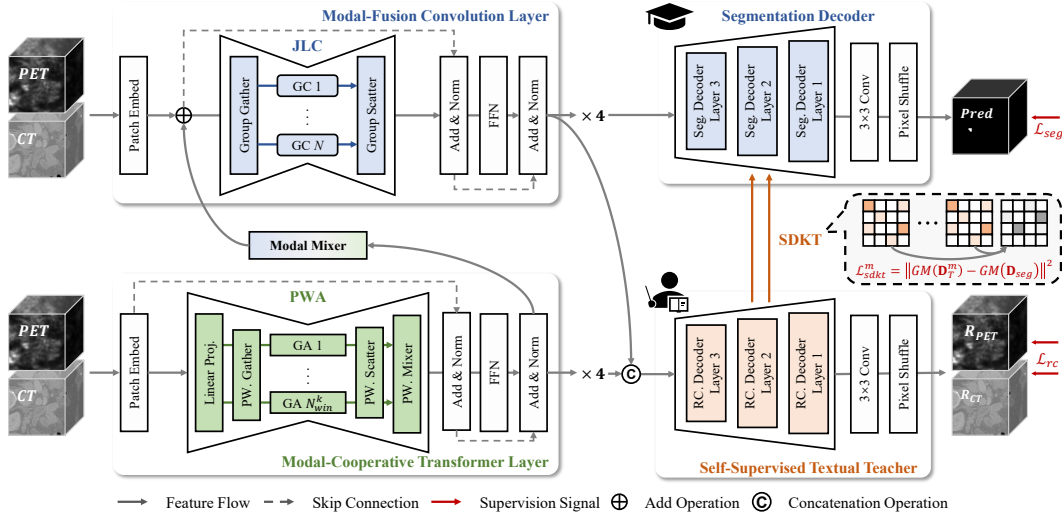 Modal-Fusion Convolution Layer
PET
CT
Patch Embed
JLC
Group Gather
GC 1
⋮
GC N
Group Scatter
Add & Norm
FFN
Add & Norm
× 4
Segmentation Decoder
Seg. Decoder Layer 3
Seg. Decoder Layer 2
Seg. Decoder Layer 1
3×3 Conv
Pixel Shuffle
Pred
ℒ_seg
Modal Mixer
SDKT
…
ℒ^m_sdkt = ‖GM(D^m_T) − GM(D_seg)‖²
PET
CT
Patch Embed
PWA
Linear Proj.
PW. Gather
GA 1
⋮
GA N^k_win
PW. Scatter
PW. Mixer
Add & Norm
FFN
Add & Norm
× 4
C
Modal-Cooperative Transformer Layer
RC. Decoder Layer 3
RC. Decoder Layer 2
RC. Decoder Layer 1
3×3 Conv
Pixel Shuffle
R_PET
R_CT
ℒ_rc
Self-Supervised Textual Teacher
Feature Flow
Skip Connection
Supervision Signal
Add Operation
C Concatenation Operation